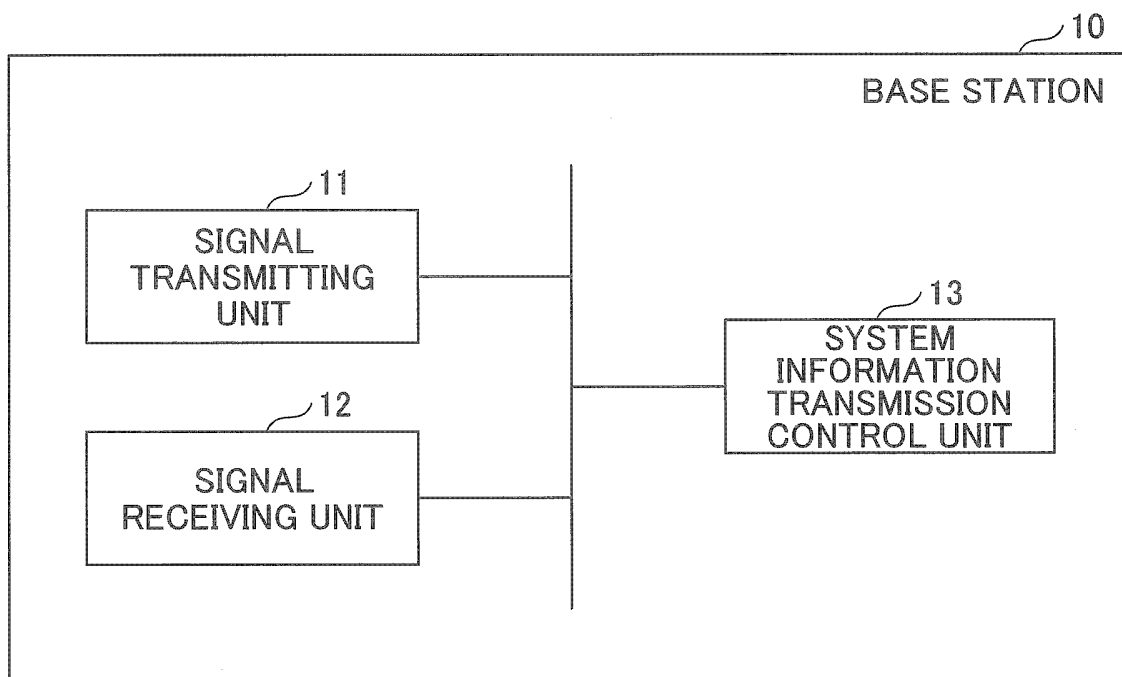 10
BASE STATION
11
SIGNAL
TRANSMITTING
UNIT
12
SIGNAL
RECEIVING UNIT
13
SYSTEM
INFORMATION
TRANSMISSION
CONTROL UNIT